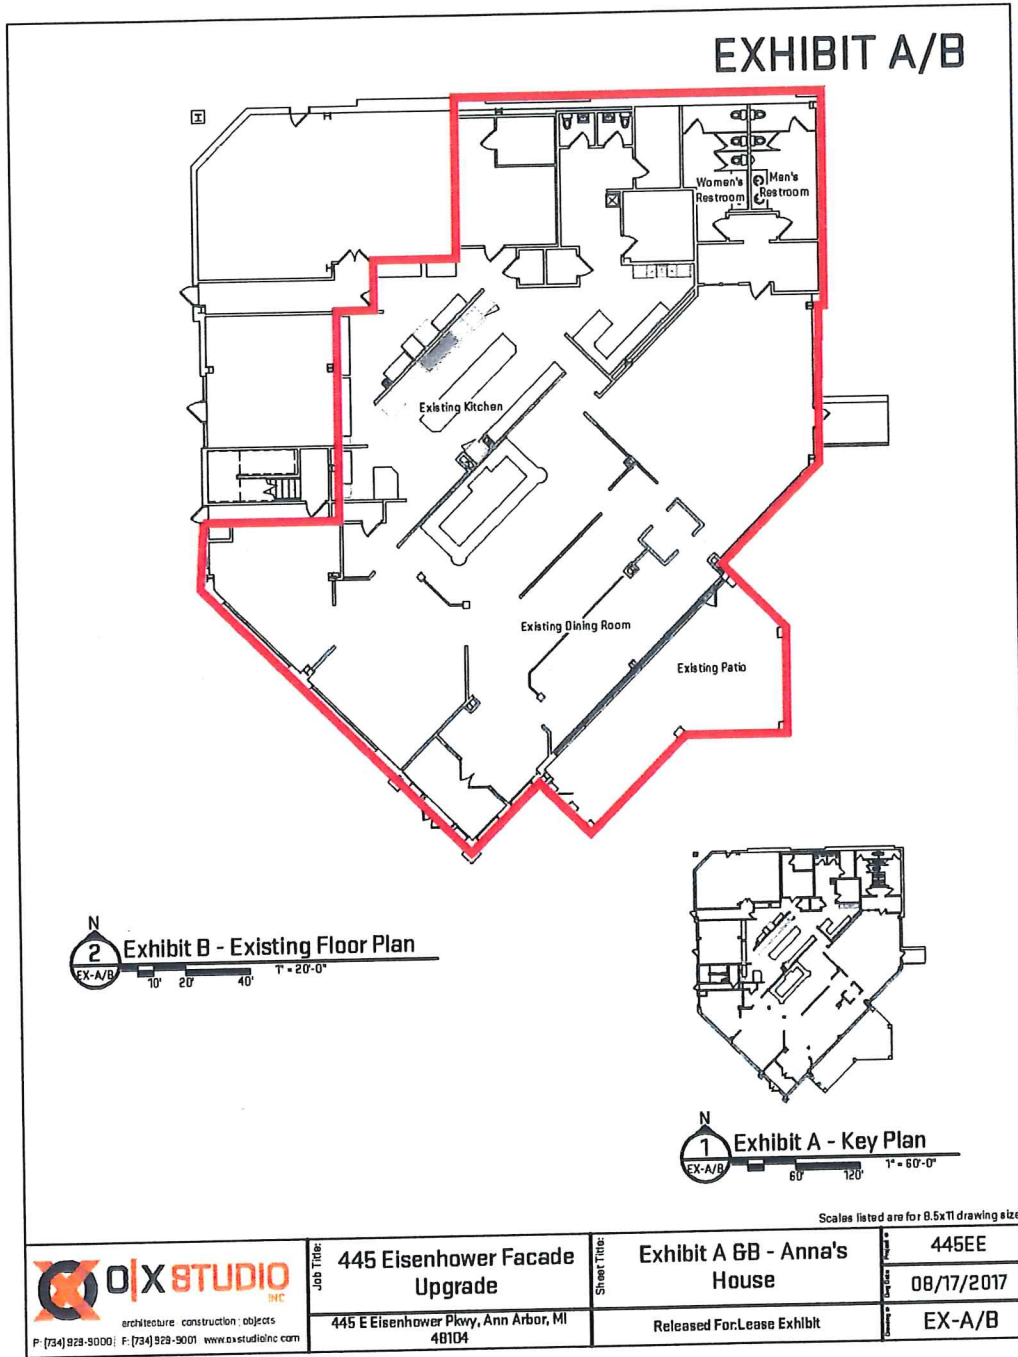 EXHIBIT A/B
Women's
Restroom
Men's
Restroom
Existing Kitchen
Existing Dining Room
Existing Patio
N
2
EX-A/B
Exhibit B - Existing Floor Plan
10' 20' 40' 1" = 20'-0"
N
1
EX-A/B
Exhibit A - Key Plan
60' 120' 1" = 60'-0"
Scales listed are for 8.5x11 drawing size
O|X STUDIO
INC
architecture construction objects
P: (734) 929-9000 F: (734) 929-9001 www.oxstudioinc.com
Job Title:
445 Eisenhower Facade
Upgrade
445 E Eisenhower Pkwy, Ann Arbor, MI
48104
Sheet Title:
Exhibit A &B - Anna's
House
Released For:Lease Exhibit
Project #
445EE
Dwg Date
08/17/2017
Drawing #
EX-A/B